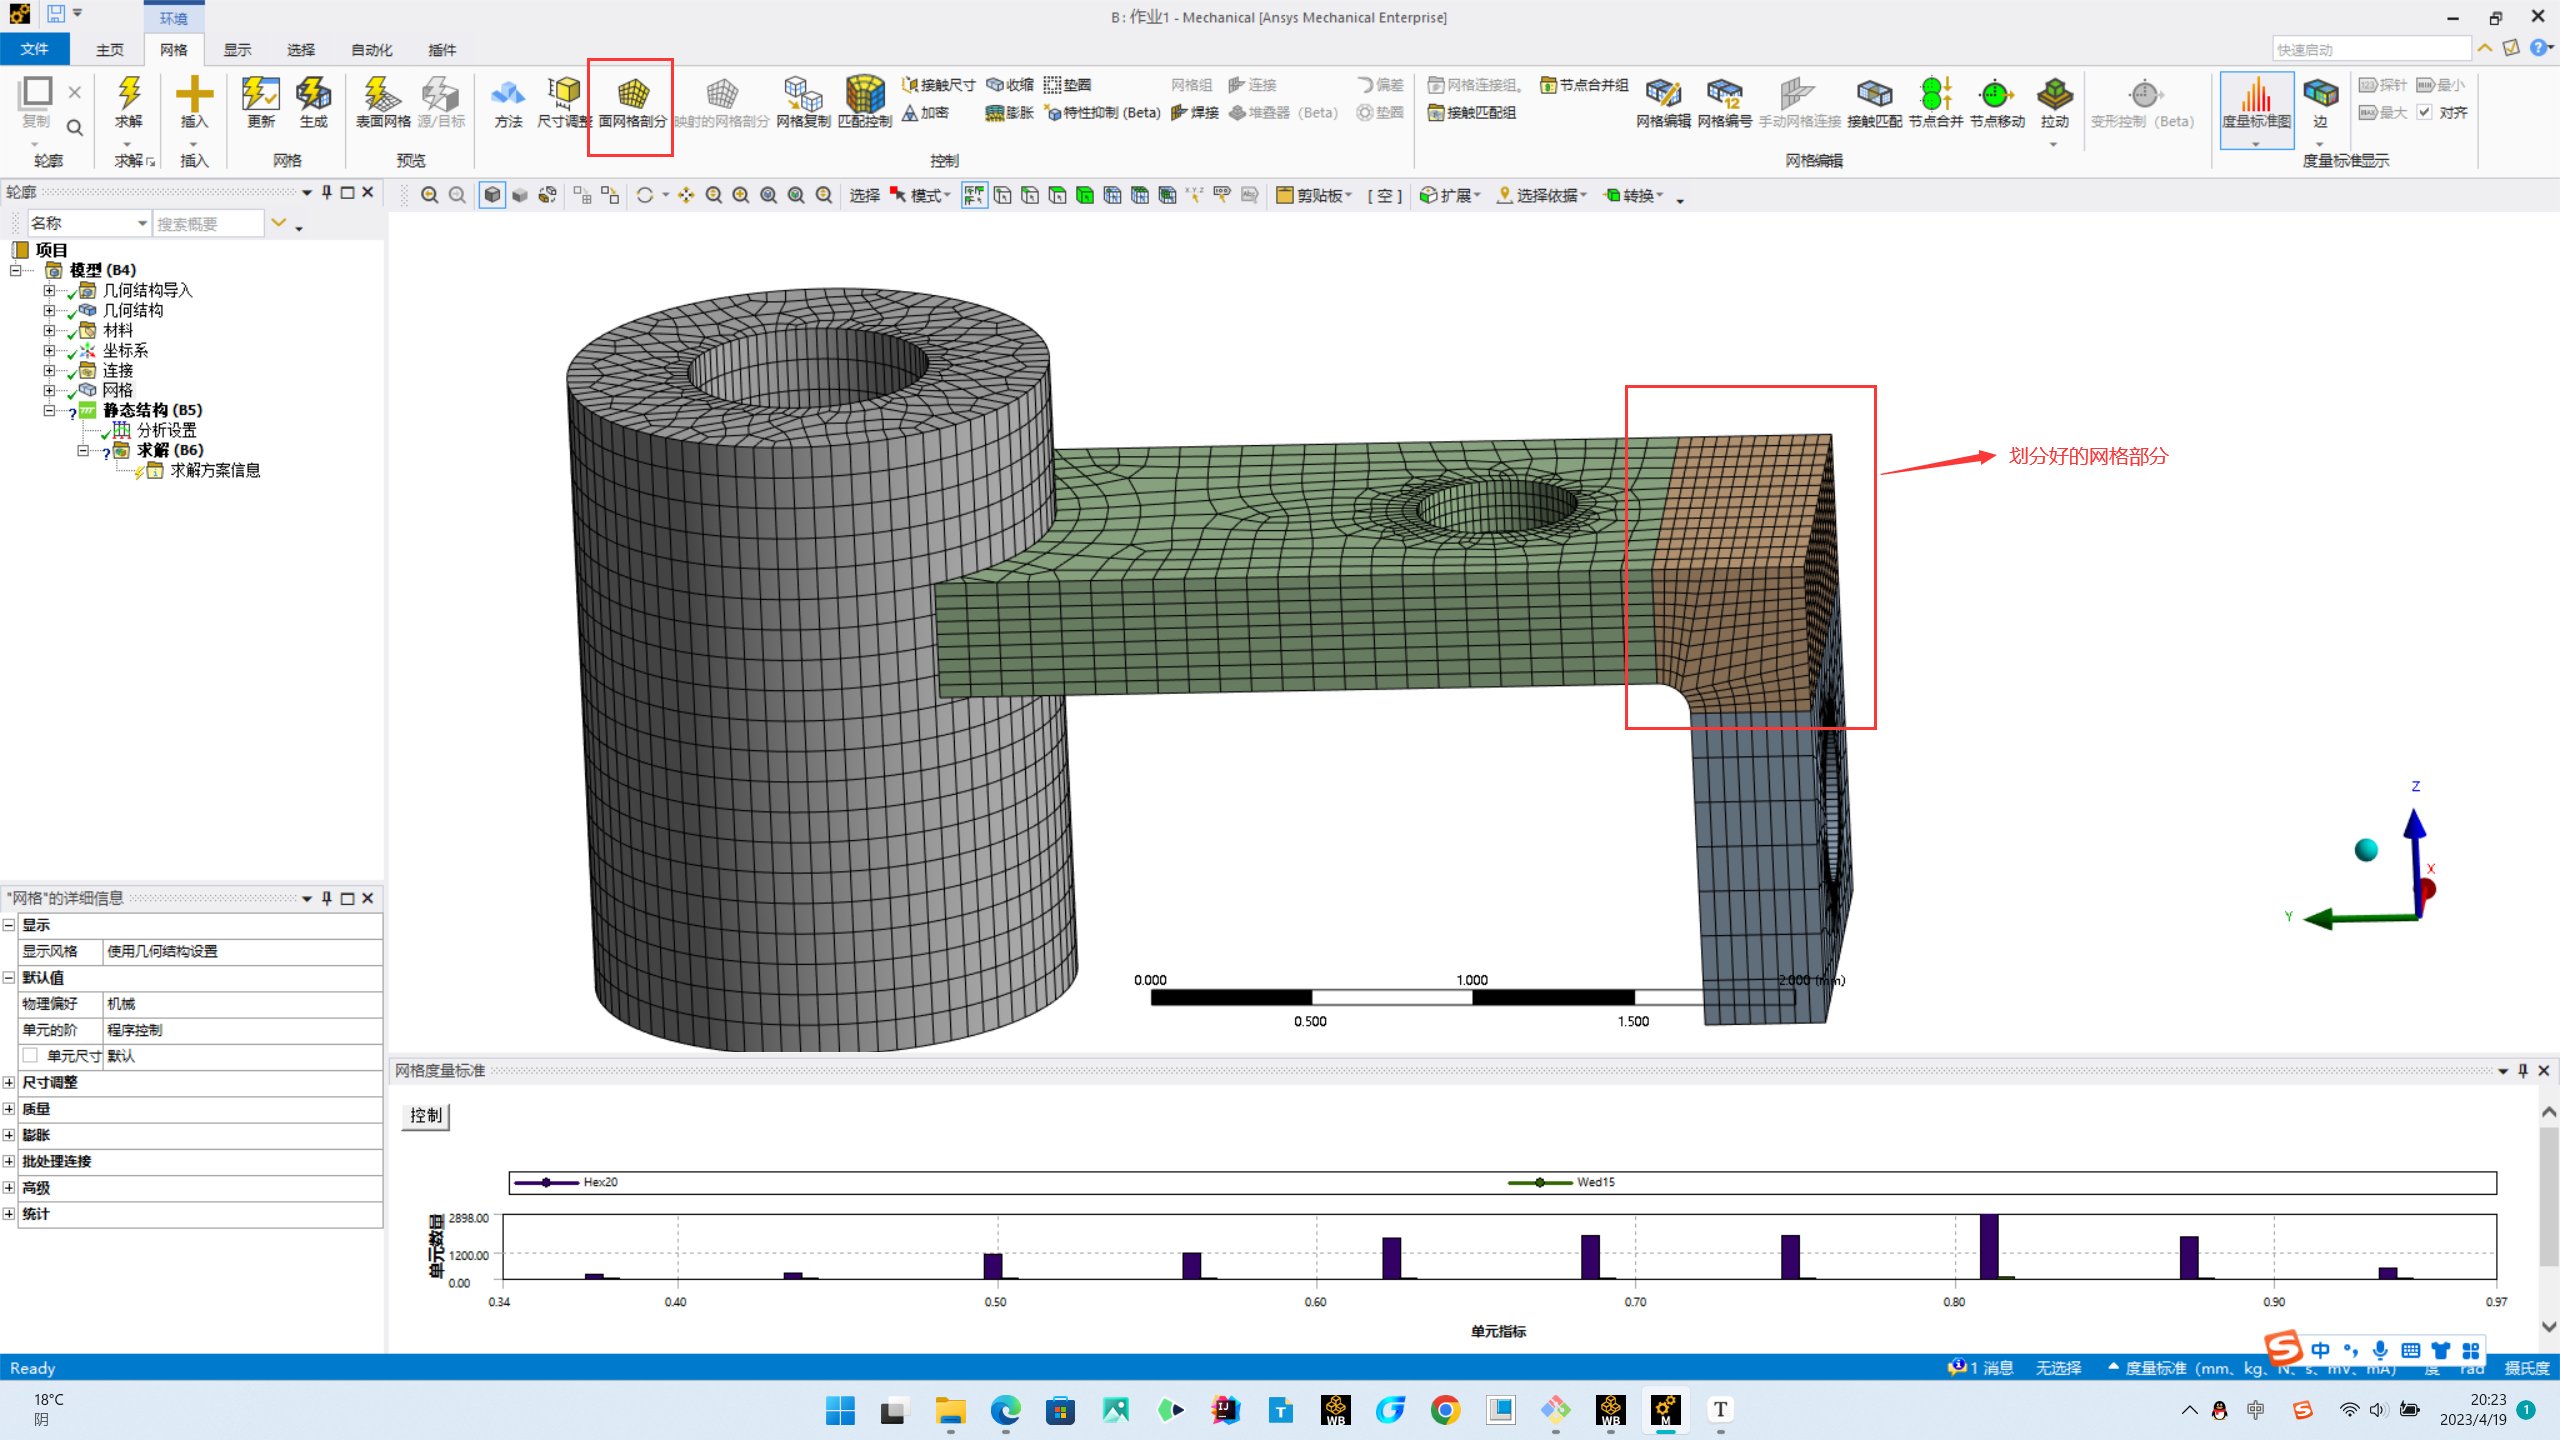 环境
B: 作业1 - Mechanical [Ansys Mechanical Enterprise]
文件 主页 网格 显示 选择 自动化 插件
快速启动
复制
轮廓
求解
求解
插入
插入
更新 生成
网格
表面网格 源/目标
预览
方法 尺寸调整 面网格剖分 映射的网格剖分 网格复制 匹配控制
接触尺寸 收缩 垫圈 网格组 连接 偏差
加密 膨胀 特性抑制 (Beta) 焊接 堆叠器 (Beta) 垫圈
控制
网格连接组。 节点合并组
接触匹配组
网格编辑 网格编号 手动网格连接 接触匹配 节点合并 节点移动 拉动 变形控制 (Beta)
网格编辑
度量标准图 边
探针 最小
最大 对齐
度量标准显示
轮廓
名称 搜索概要
选择 模式 剪贴板 [ 空 ] 扩展 选择依据 转换
项目
模型 (B4)
几何结构导入
几何结构
材料
坐标系
连接
网格
静态结构 (B5)
分析设置
求解 (B6)
求解方案信息
划分好的网格部分
Z
X
Y
0.000 1.000 2.000 (mm)
0.500 1.500
"网格"的详细信息
显示
显示风格 使用几何结构设置
默认值
物理偏好 机械
单元的阶 程序控制
单元尺寸 默认
尺寸调整
质量
膨胀
批处理连接
高级
统计
网格度量标准
控制
Hex20 Wed15
单元数量
2898.00
1200.00
0.00
0.34 0.40 0.50 0.60 0.70 0.80 0.90 0.97
单元指标
Ready
1 消息 无选择 度量标准 (mm、kg、N、s、mV、mA) 度 rad 摄氏度
中
18°C
阴
20:23
2023/4/19
1